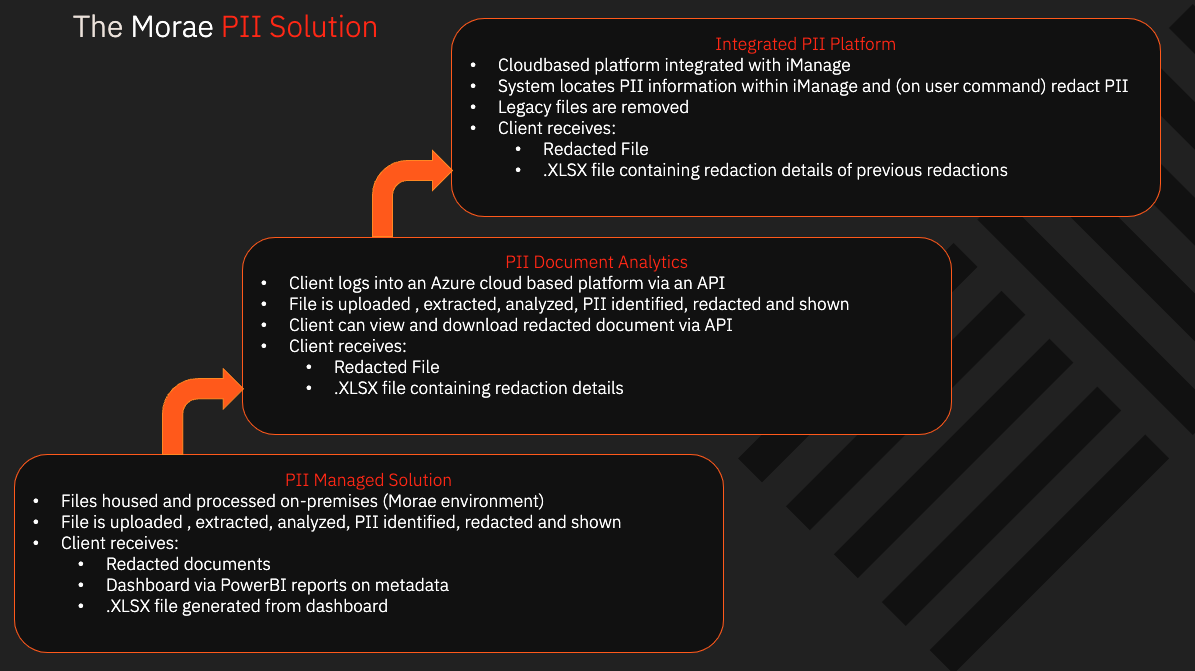 The Morae PII Solution
Integrated PII Platform
• Cloudbased platform integrated with iManage
• System locates PII information within iManage and (on user command) redact PII
• Legacy files are removed
• Client receives:
• Redacted File
• .XLSX file containing redaction details of previous redactions
PII Document Analytics
• Client logs into an Azure cloud based platform via an API
• File is uploaded , extracted, analyzed, PII identified, redacted and shown
• Client can view and download redacted document via API
• Client receives:
• Redacted File
• .XLSX file containing redaction details
PII Managed Solution
• Files housed and processed on-premises (Morae environment)
• File is uploaded , extracted, analyzed, PII identified, redacted and shown
• Client receives:
• Redacted documents
• Dashboard via PowerBI reports on metadata
• .XLSX file generated from dashboard